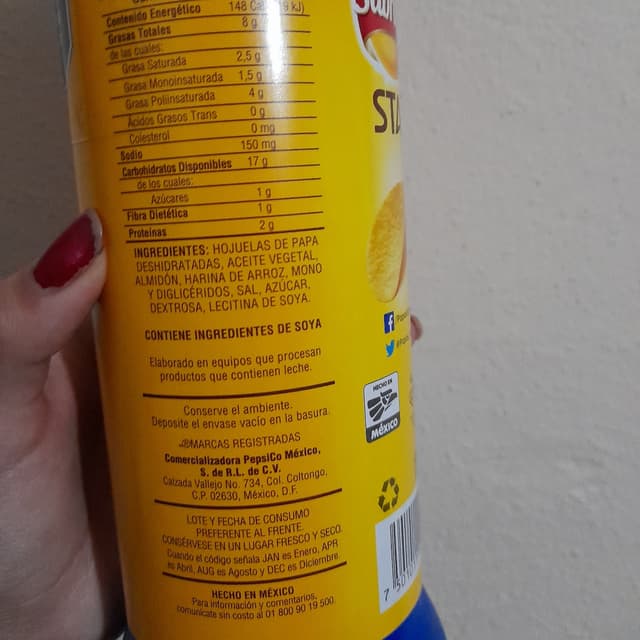 Contenido Energético 148
Grasas Totales 8 g
de las cuales:
Grasa Saturada 2,5 g
Grasa Monoinsaturada 1,5 g
Grasa Poliinsaturada 4 g
Ácidos Grasos Trans 0 g
Colesterol 0 mg
Sodio 150 mg
Carbohidratos Disponibles 17 g
de los cuales:
Azúcares 1 g
Fibra Dietética 1 g
Proteínas 2 g
INGREDIENTES: HOJUELAS DE PAPA
DESHIDRATADAS, ACEITE VEGETAL,
ALMIDÓN, HARINA DE ARROZ, MONO
Y DIGLICÉRIDOS, SAL, AZÚCAR,
DEXTROSA, LECITINA DE SOYA.
CONTIENE INGREDIENTES DE SOYA
Elaborado en equipos que procesan
productos que contienen leche.
Conserve el ambiente.
Deposite el envase vacío en la basura.
®MARCAS REGISTRADAS
Comercializadora PepsiCo México,
S. de R.L. de C.V.
Calzada Vallejo No. 734, Col. Coltongo,
C.P. 02630, México, D.F.
LOTE Y FECHA DE CONSUMO
PREFERENTE AL FRENTE.
CONSÉRVESE EN UN LUGAR FRESCO Y SECO.
Cuando el código señala JAN es Enero, APR
es Abril, AUG es Agosto y DEC es Diciembre.
HECHO EN MÉXICO
Para información y comentarios,
comunícate sin costo al 01 800 90 19 500
HECHO EN
MÉXICO